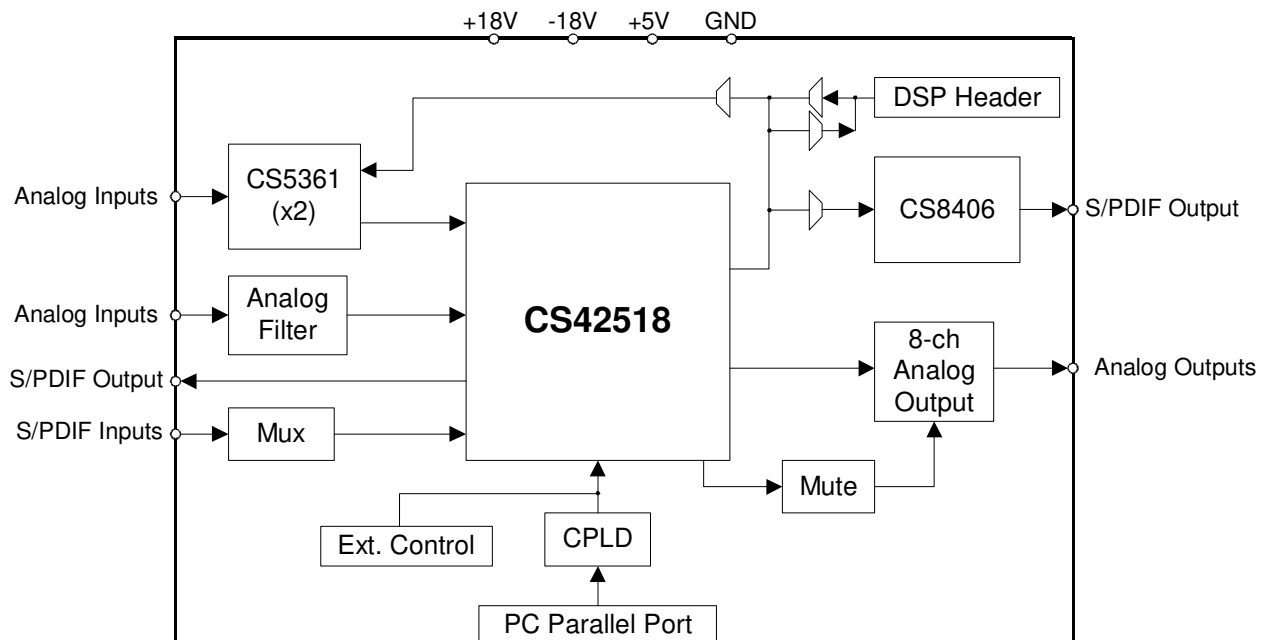 +18V
-18V
+5V
GND
DSP Header
CS5361
(x2)
Analog Inputs
CS8406
S/PDIF Output
Analog Inputs
Analog
Filter
CS42518
8-ch
Analog
Output
Analog Outputs
S/PDIF Output
S/PDIF Inputs
Mux
Mute
Ext. Control
CPLD
PC Parallel Port